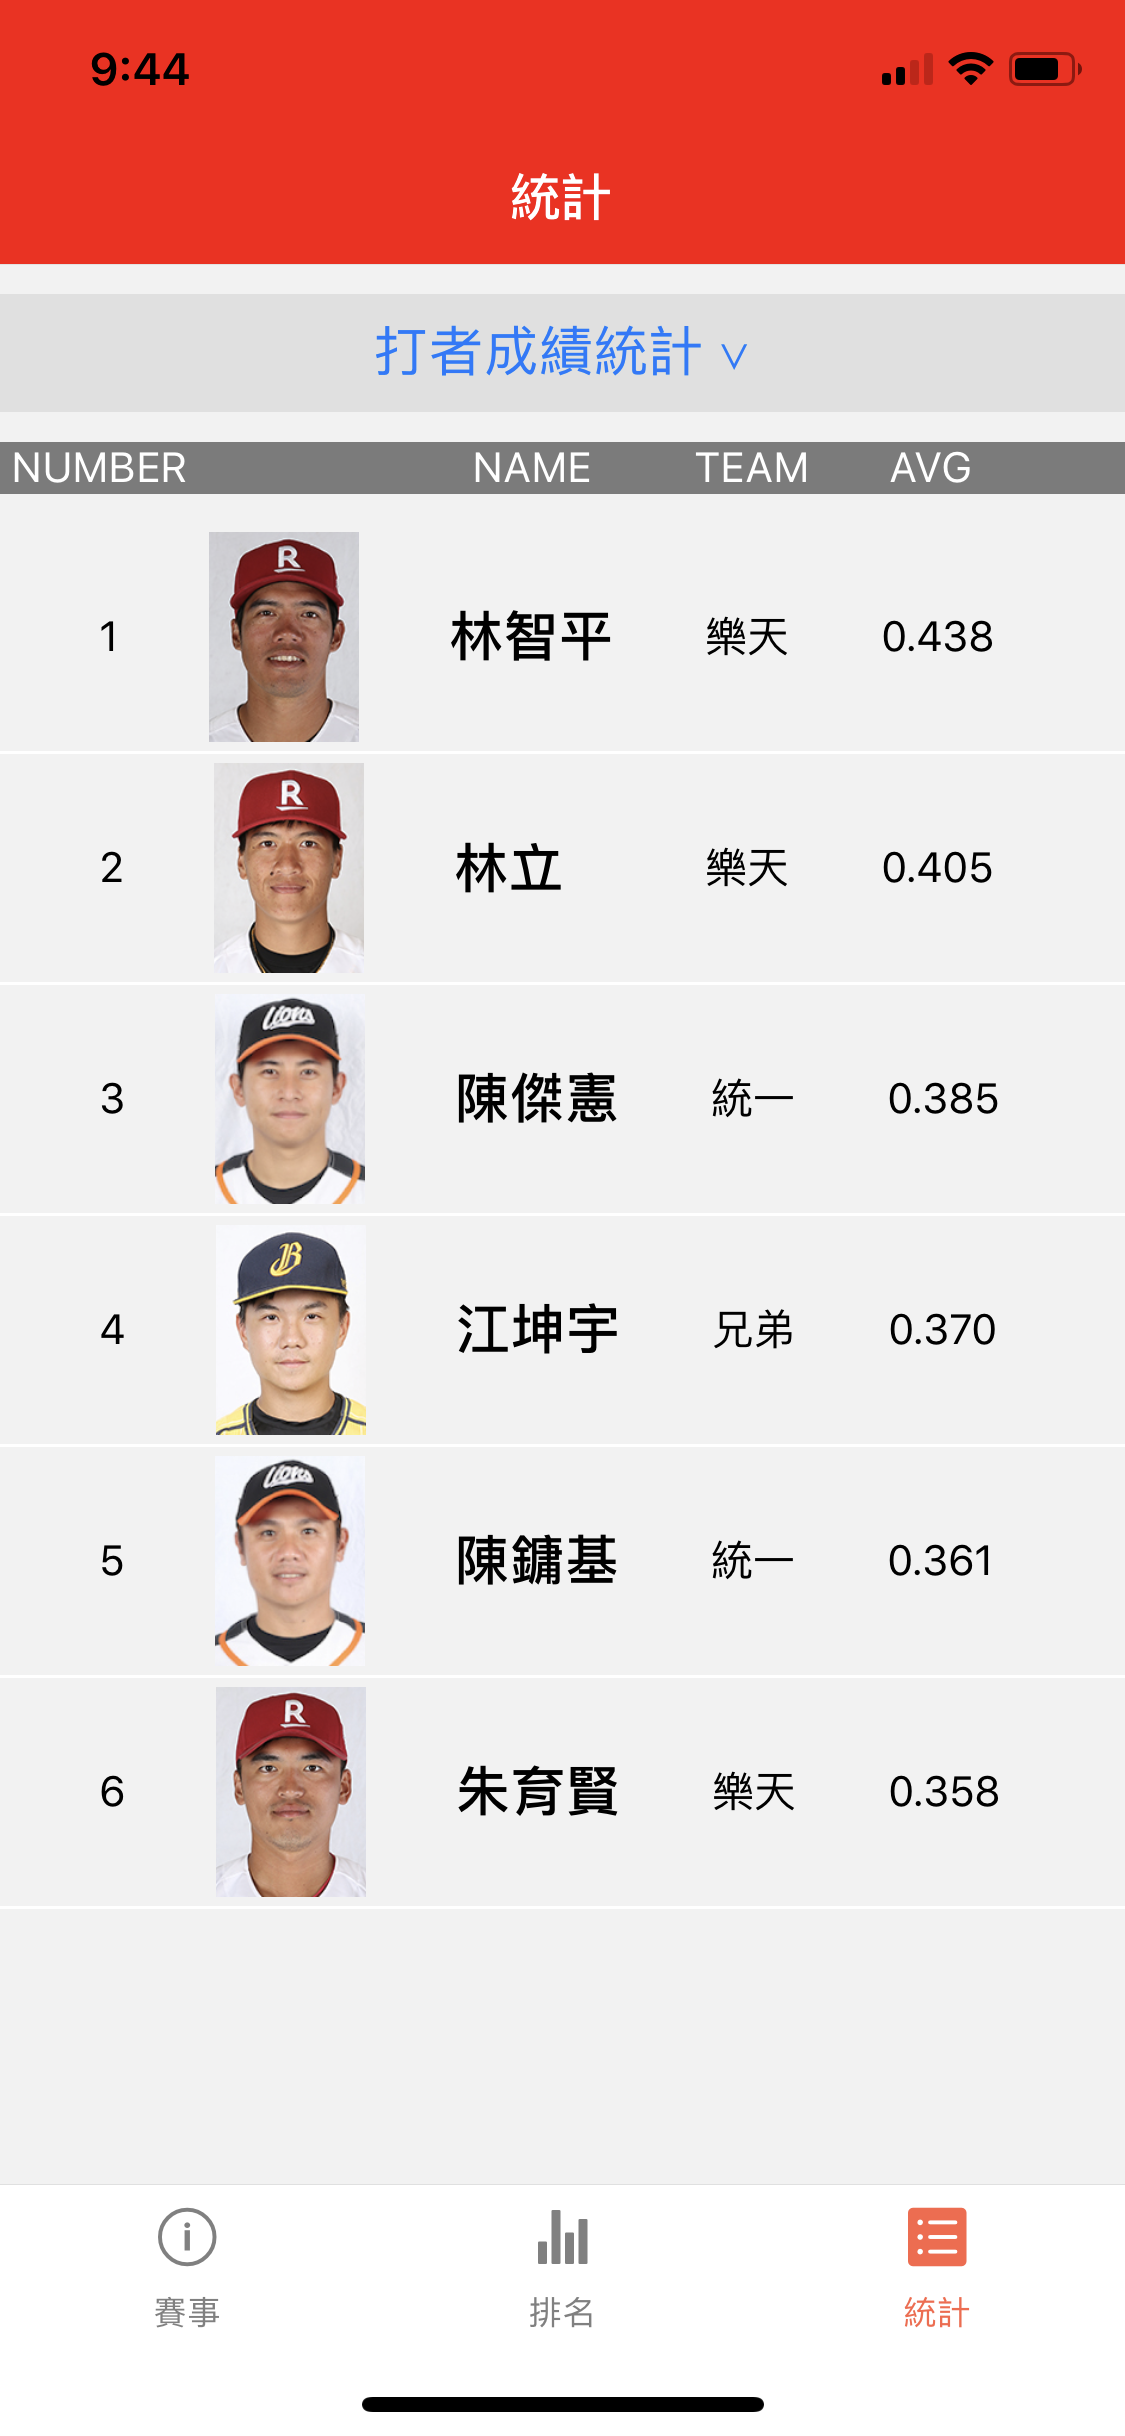 9:44
統計
打者成績統計 ∨
NUMBER NAME TEAM AVG
R
1 林智平 樂天 0.438
R
2 林立 樂天 0.405
Lions
3 陳傑憲 統一 0.385
B
4 江坤宇 兄弟 0.370
Lions
5 陳鏞基 統一 0.361
R
6 朱育賢 樂天 0.358
賽事 排名 統計